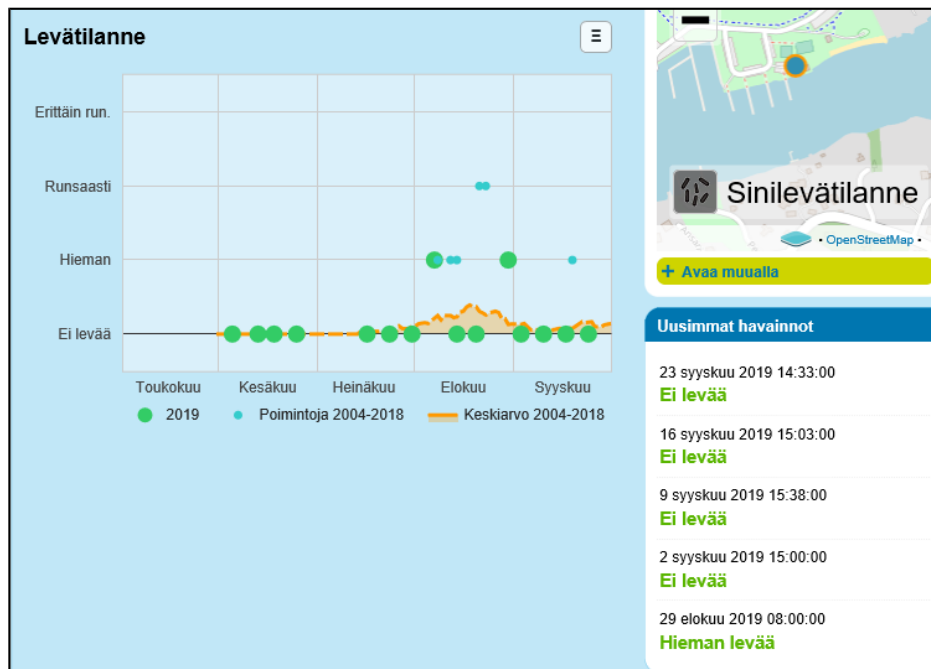 Levätilanne
Erittäin run.
Runsaasti
Hieman
Ei levää
Toukokuu Kesäkuu Heinäkuu Elokuu Syyskuu
2019 Poimintoja 2004-2018 Keskiarvo 2004-2018
Sinilevätilanne
• OpenStreetMap •
+ Avaa muualla
Uusimmat havainnot
23 syyskuu 2019 14:33:00
Ei levää
16 syyskuu 2019 15:03:00
Ei levää
9 syyskuu 2019 15:38:00
Ei levää
2 syyskuu 2019 15:00:00
Ei levää
29 elokuu 2019 08:00:00
Hieman levää